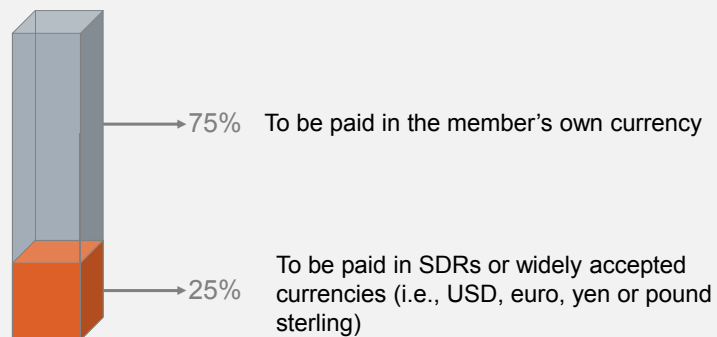 75% To be paid in the member's own currency
25% To be paid in SDRs or widely accepted
currencies (i.e., USD, euro, yen or pound
sterling)